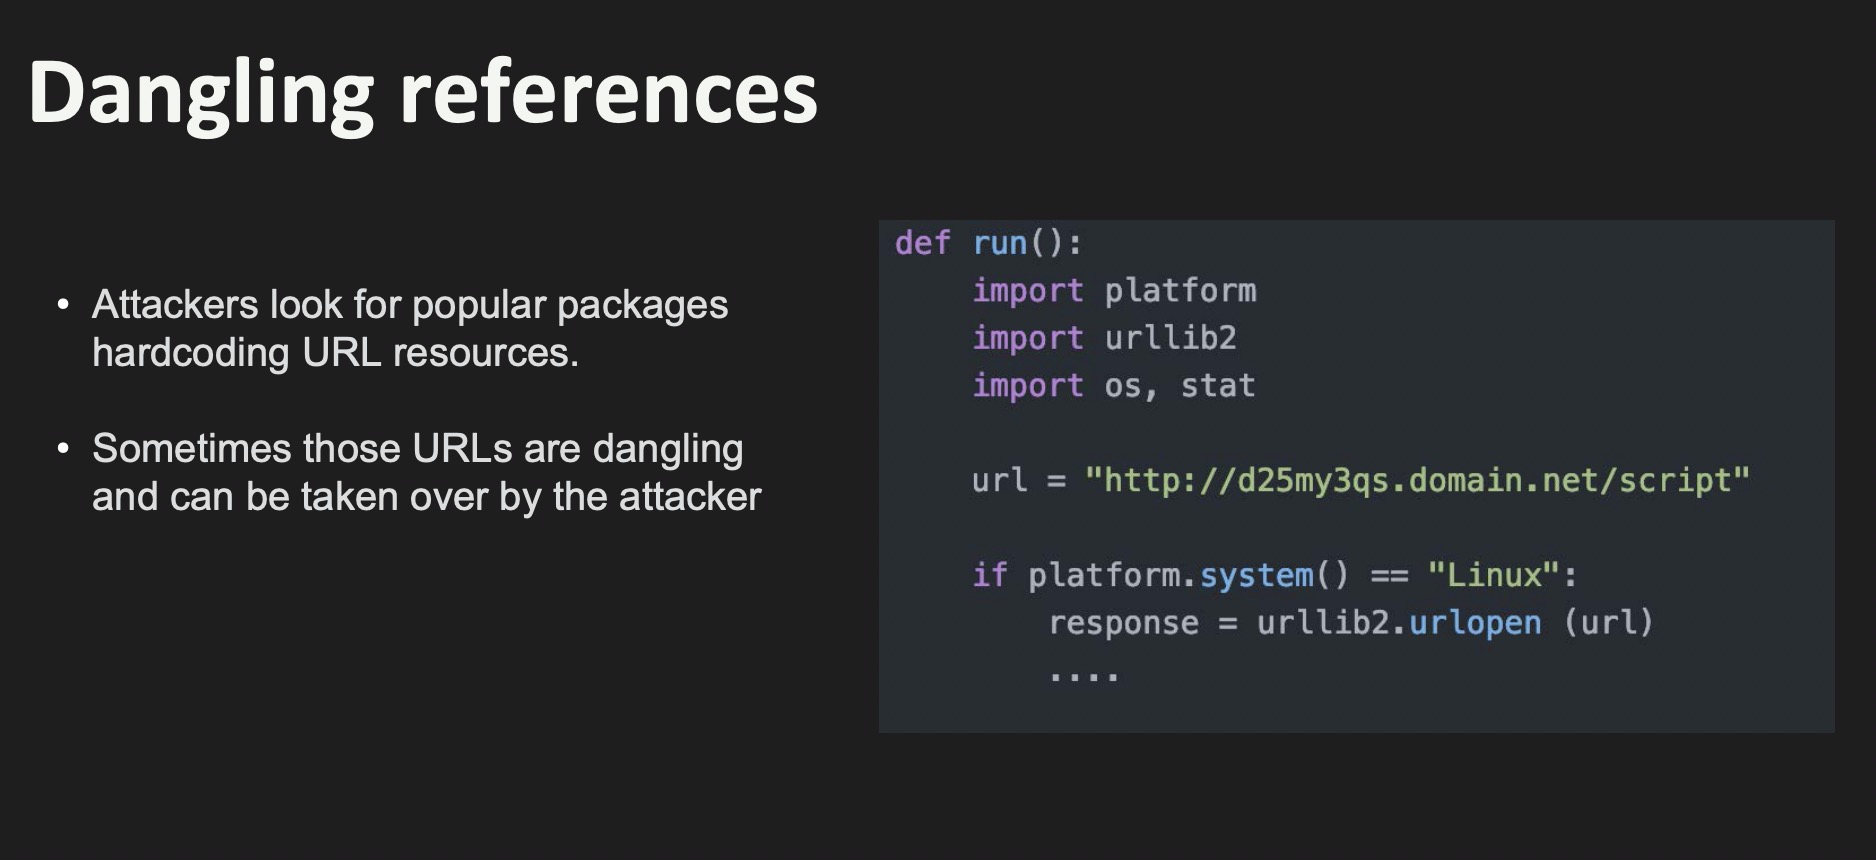 Dangling references
• Attackers look for popular packages
hardcoding URL resources.
• Sometimes those URLs are dangling
and can be taken over by the attacker
def run():
    import platform
    import urllib2
    import os, stat
    url = "http://d25my3qs.domain.net/script"
    if platform.system() == "Linux":
        response = urllib2.urlopen (url)
        ....